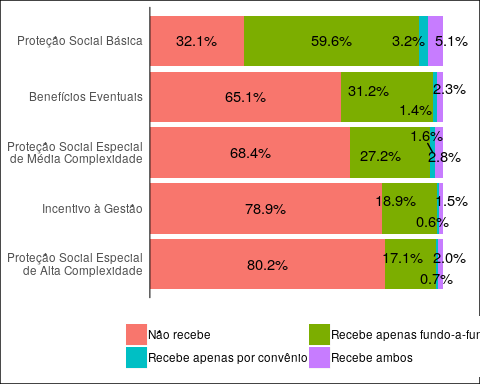 Proteção Social Básica
32.1%
59.6%
3.2%
5.1%
Benefícios Eventuais
65.1%
31.2%
1.4%
2.3%
Proteção Social Especial
de Média Complexidade
68.4%
27.2%
1.6%
2.8%
Incentivo à Gestão
78.9%
18.9%
0.6%
1.5%
Proteção Social Especial
de Alta Complexidade
80.2%
17.1%
0.7%
2.0%
Não recebe
Recebe apenas fundo-a-fur
Recebe apenas por convênio
Recebe ambos